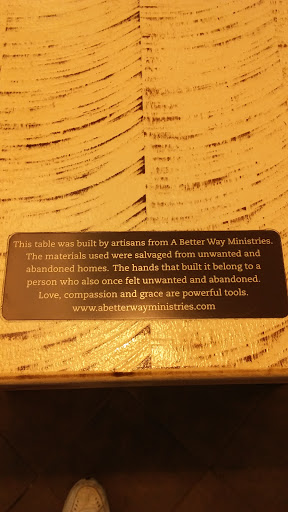 This table was built by artisans from A Better Way Ministries.
The materials used were salvaged from unwanted and
abandoned homes. The hands that built it belong to a
person who also once felt unwanted and abandoned.
Love, compassion and grace are powerful tools.
www.abetterwayministries.com